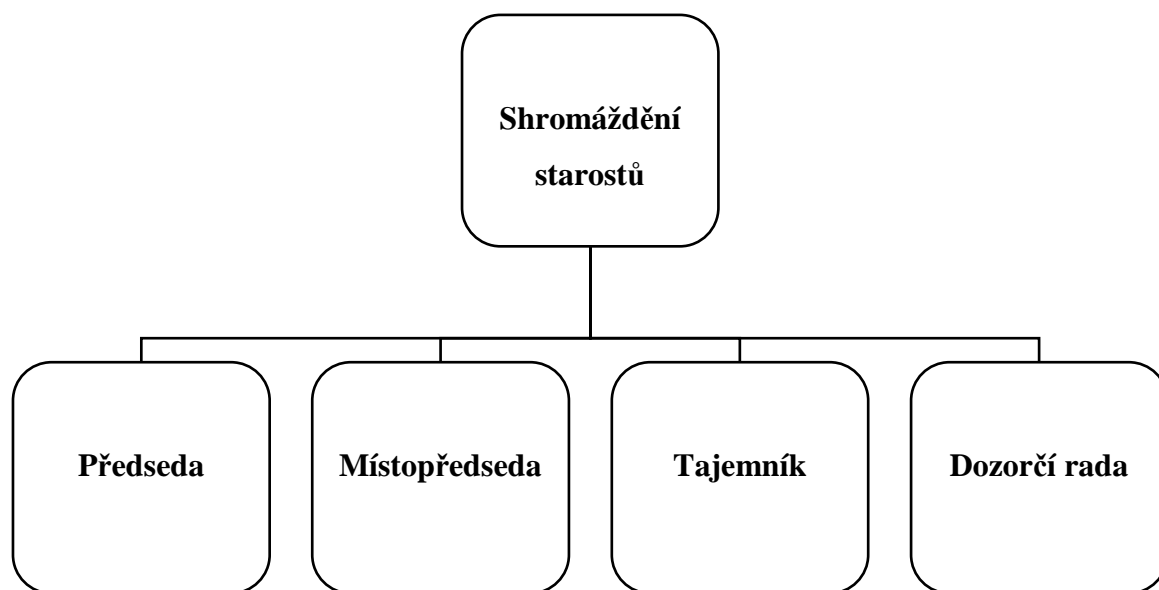 Shromáždění
starostů
Předseda
Místopředseda
Tajemník
Dozorčí rada